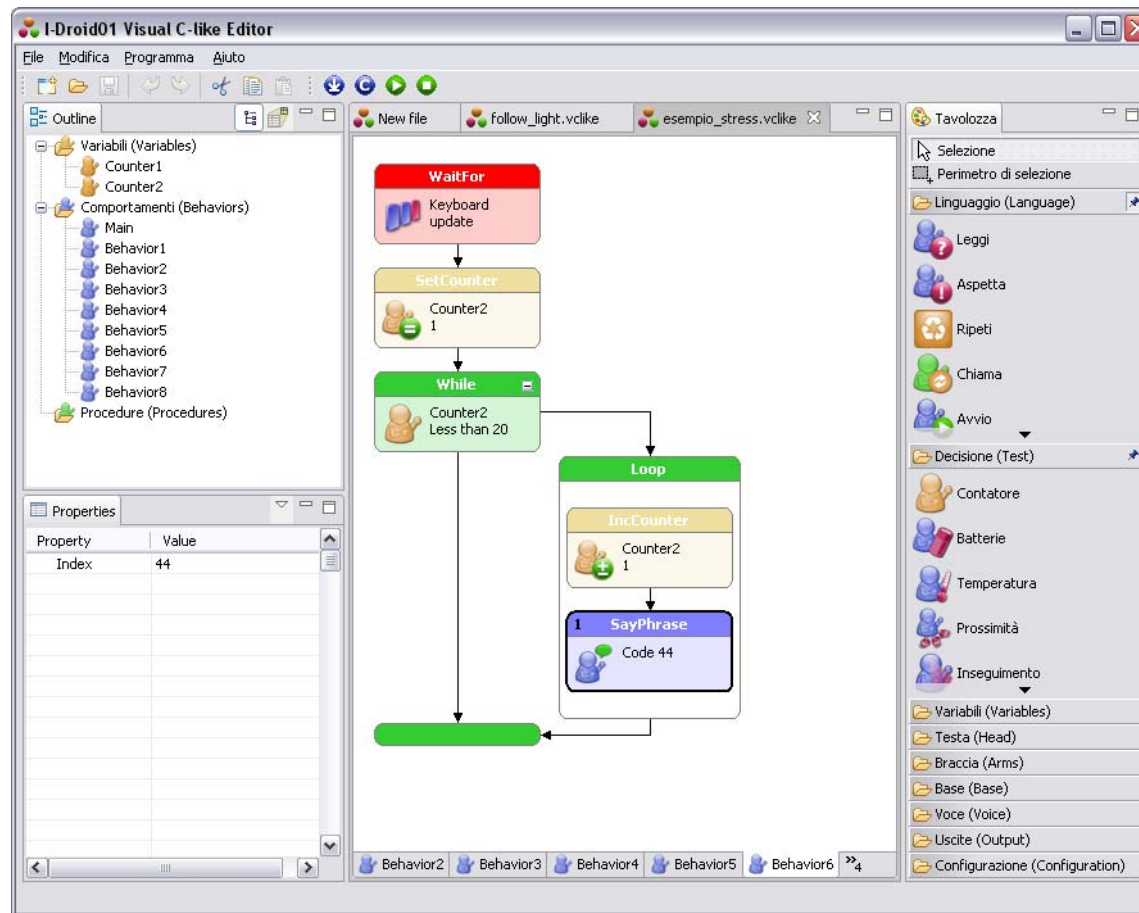 I-Droid01 Visual C-like Editor
File Modifica Programma Aiuto
Outline
Variabili (Variables)
Counter1
Counter2
Comportamenti (Behaviors)
Main
Behavior1
Behavior2
Behavior3
Behavior4
Behavior5
Behavior6
Behavior7
Behavior8
Procedure (Procedures)
Properties
Property Value
Index 44
New file follow_light.vclike esempio_stress.vclike
WaitFor
Keyboard
update
SetCounter
Counter2
1
While
Counter2
Less than 20
Loop
IncCounter
Counter2
1
1 SayPhrase
Code 44
Behavior2 Behavior3 Behavior4 Behavior5 Behavior6 »4
Tavolozza
Selezione
Perimetro di selezione
Linguaggio (Language)
Leggi
Aspetta
Ripeti
Chiama
Avvio
Decisione (Test)
Contatore
Batterie
Temperatura
Prossimità
Inseguimento
Variabili (Variables)
Testa (Head)
Braccia (Arms)
Base (Base)
Voce (Voice)
Uscite (Output)
Configurazione (Configuration)